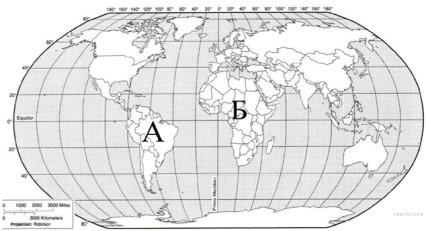 180° 160° 140° 120° 100° 80° 60° 40° 20° 0° 20° 40° 60° 80° 100° 120° 140° 160° 180°
80°
60°
40°
20°
Equator
0°
А
Б
20°
40°
Prime Meridian
0 1000 2000 3000 Miles
0 3000 Kilometers
Projection: Robinson
80°